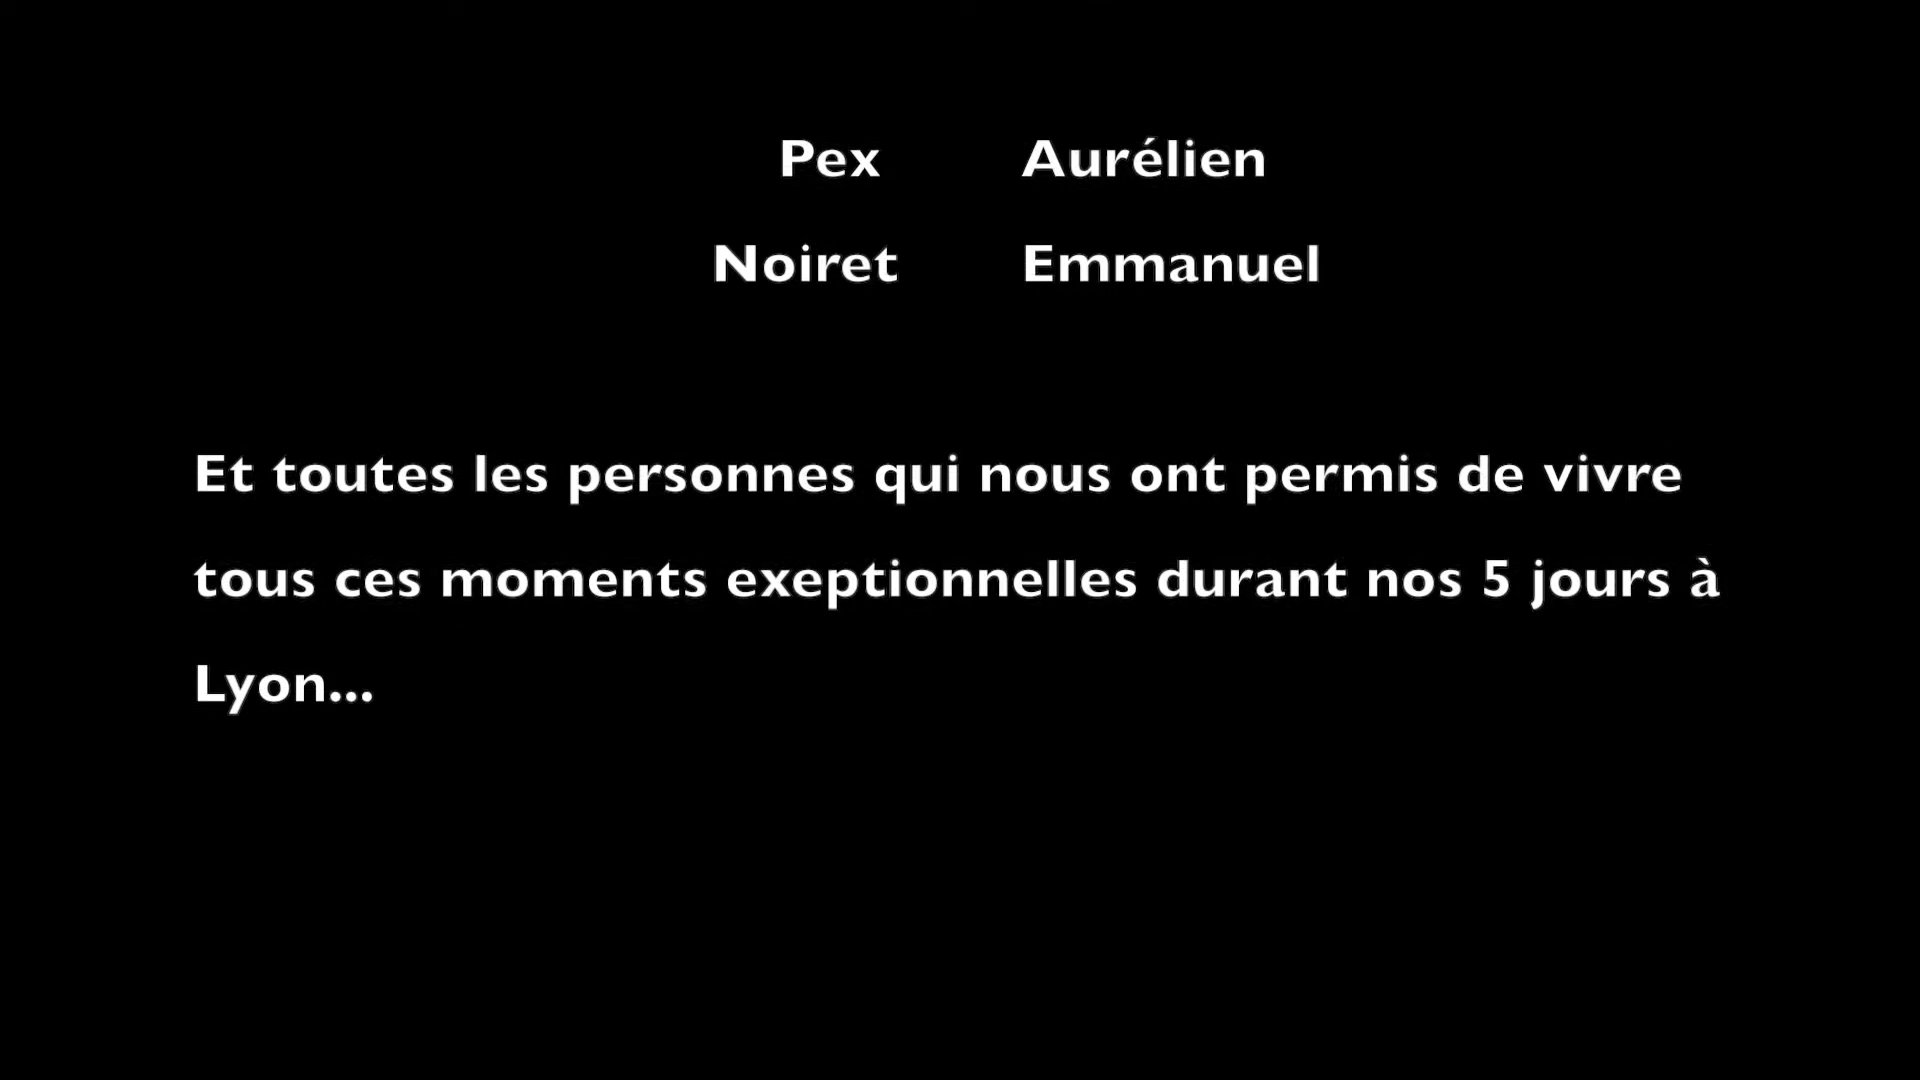 Pex Aurélien
Noiret Emmanuel
Et toutes les personnes qui nous ont permis de vivre
tous ces moments exeptionnelles durant nos 5 jours à
Lyon...